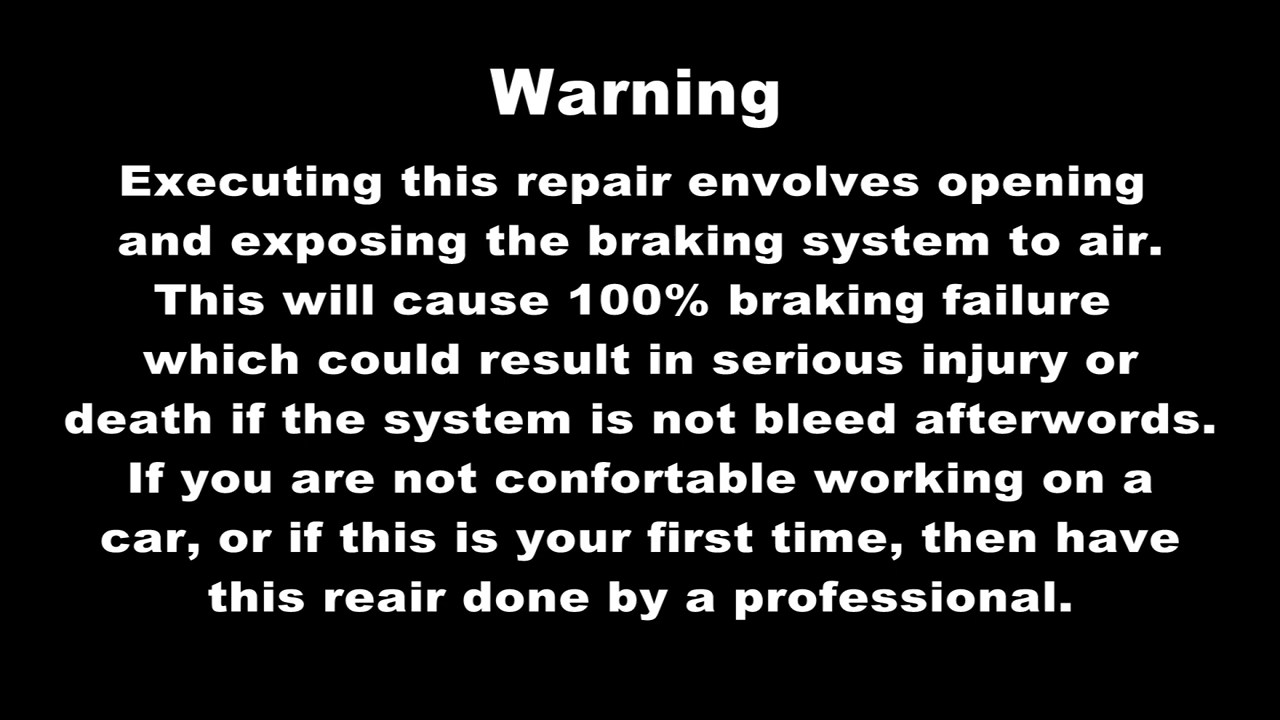 Warning
Executing this repair envolves opening
and exposing the braking system to air.
This will cause 100% braking failure
which could result in serious injury or
death if the system is not bleed afterwords.
If you are not confortable working on a
car, or if this is your first time, then have
this reair done by a professional.